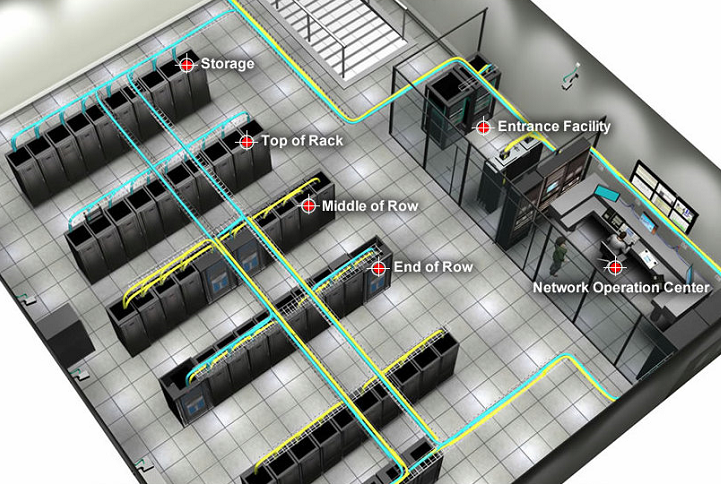 Storage
Entrance Facility
Top of Rack
Middle of Row
End of Row
Network Operation Center